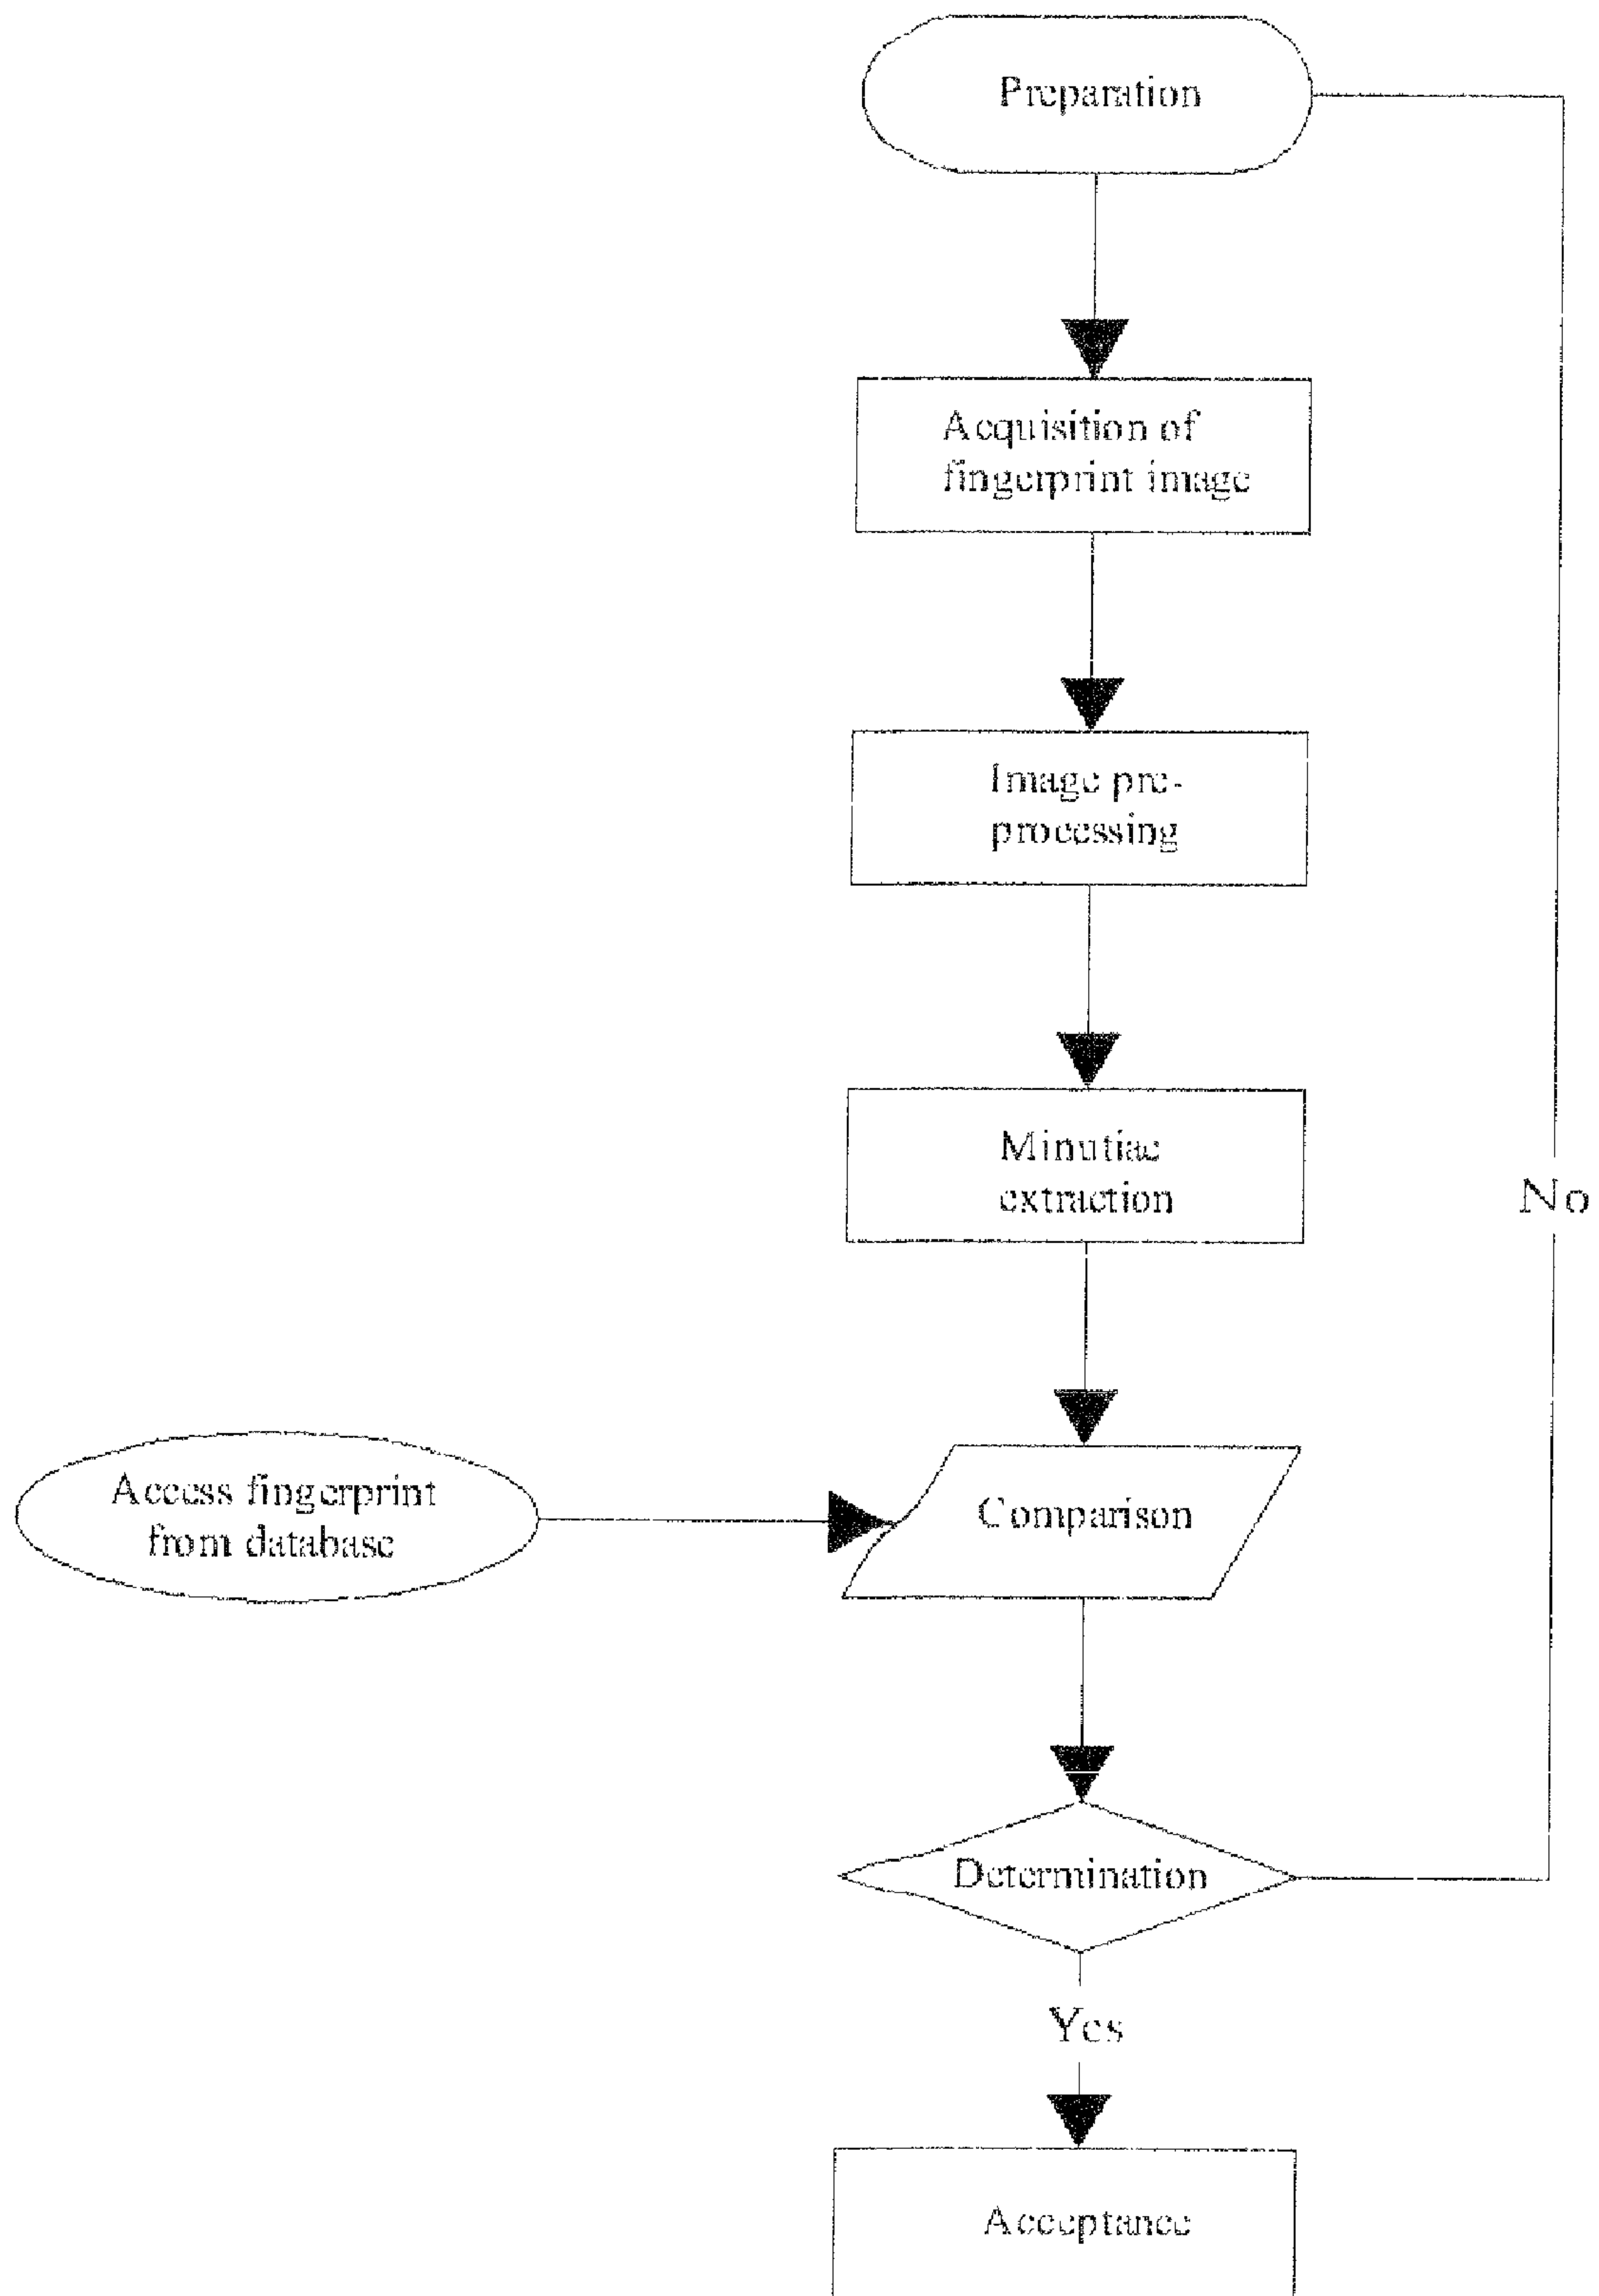 Preparation
Acquisition of
fingerprint image
Image pre-
processing
Minutiae
extraction
No
Access fingerprint
from database
Comparison
Determination
Yes
Acceptance